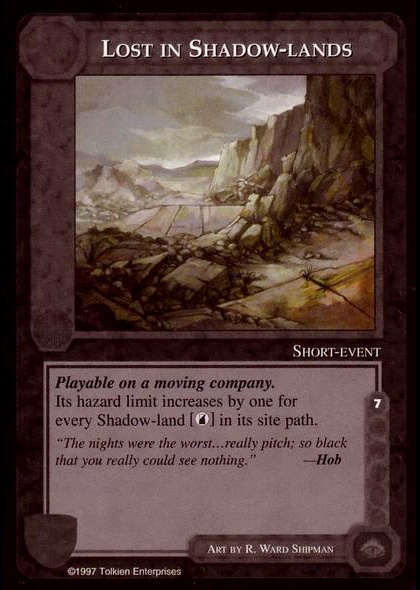 LOST IN SHADOW-LANDS
SHORT-EVENT
Playable on a moving company.
Its hazard limit increases by one for
every Shadow-land [] in its site path.
7
“The nights were the worst...really pitch; so black
that you really could see nothing.” —Hob
ART BY R. WARD SHIPMAN
©1997 Tolkien Enterprises